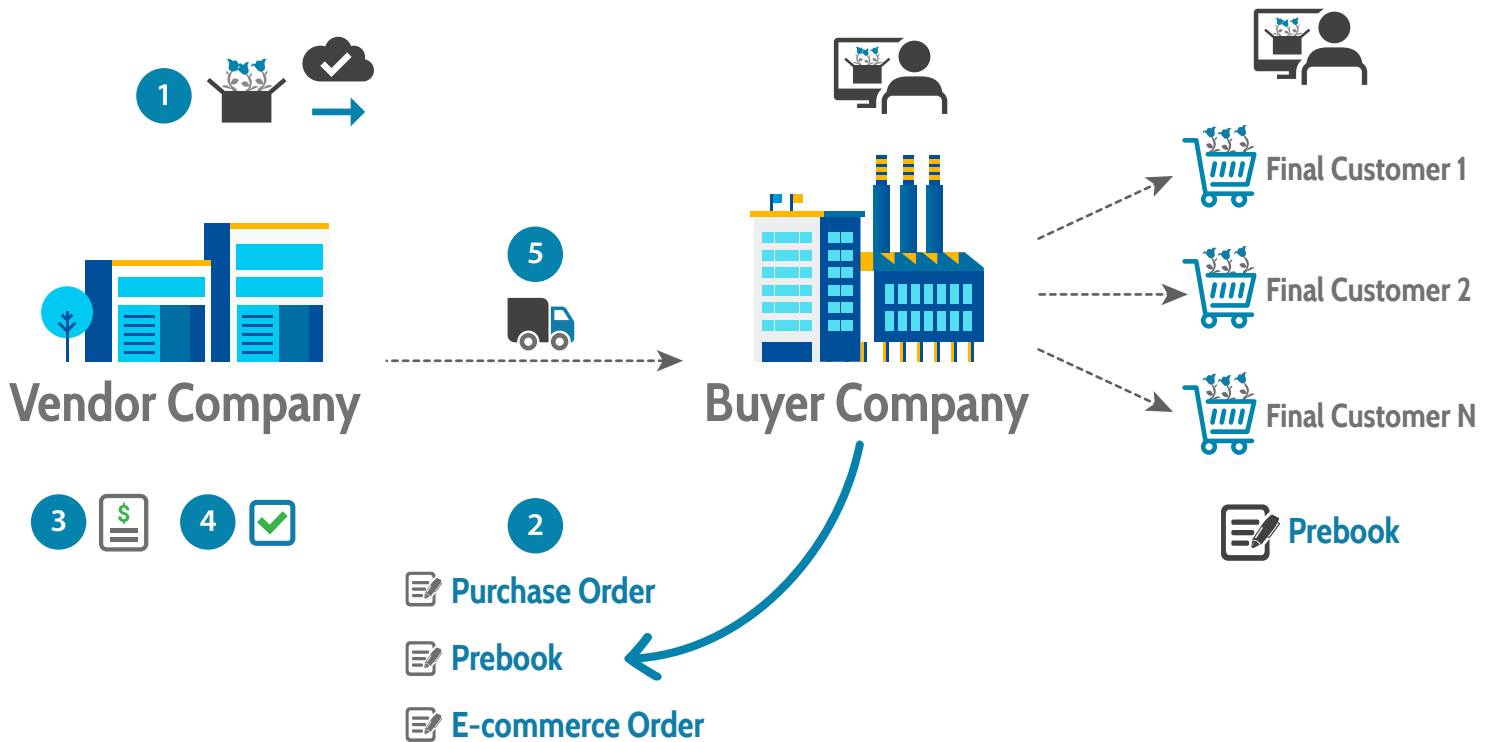 1
Final Customer 1
5
Final Customer 2
Vendor Company
Buyer Company
Final Customer N
3
$
4
2
Prebook
Purchase Order
Prebook
E-commerce Order